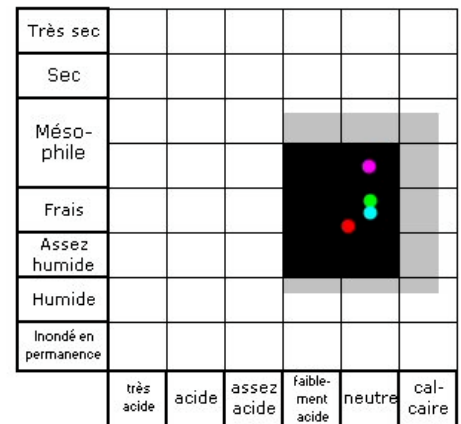 Très sec
Sec
Méso-
phile
Frais
Assez
humide
Humide
Inondé en
permanence
très
acide
acide
assez
acide
faible-
ment
acide
neutre
cal-
caire